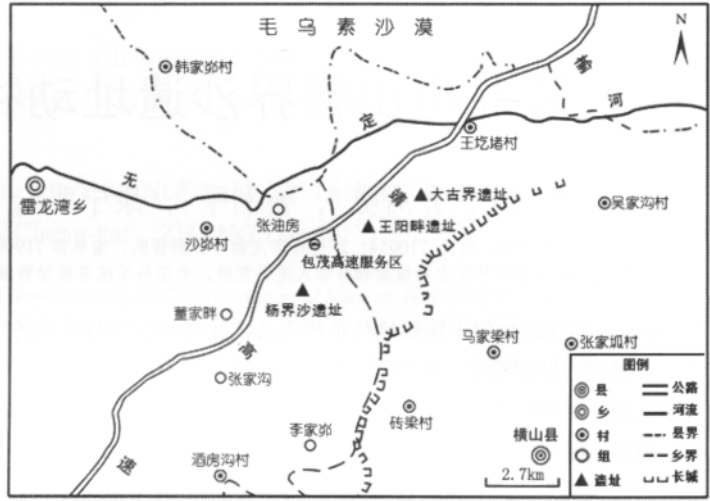 毛乌素沙漠
N
韩家峁村
茂
河
定
王圪堵村
无
雷龙湾乡
大古界遗址
吴家沟村
张油房
沙峁村
王阳畔遗址
包茂高速服务区
杨界沙遗址
董家畔
马家梁村
张家坬村
高
张家沟
图例
县
公路
乡
河流
村
县界
组
乡界
遗址
长城
砖梁村
李家峁
横山县
速
酒房沟村
2.7km